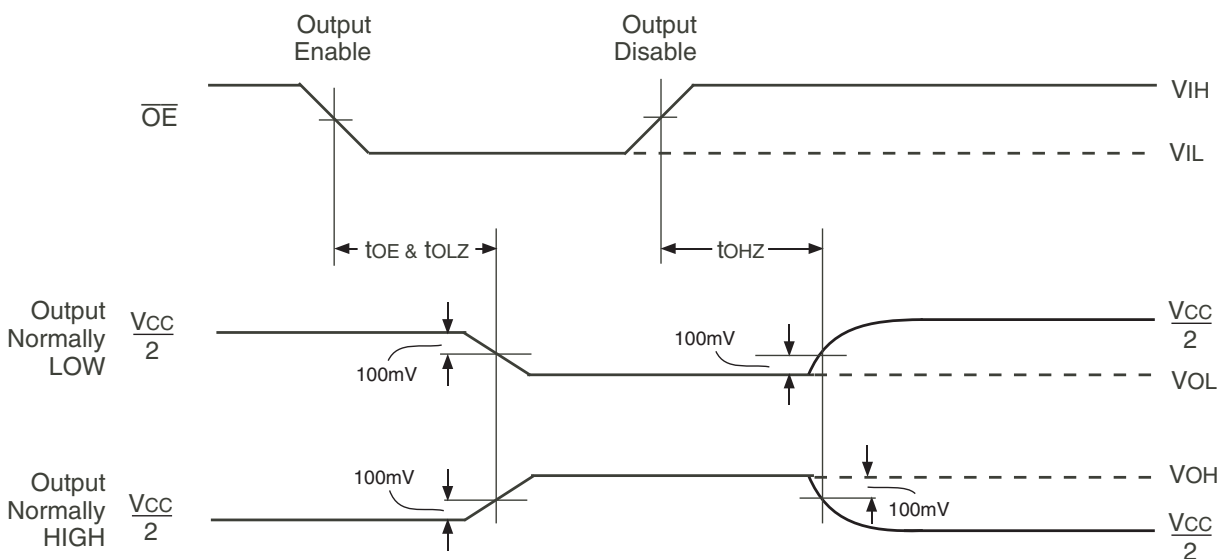 Output
Enable
Output
Disable
OE
VIH
VIL
tOE & tOLZ
tOHZ
Output
Normally
LOW
VCC
2
100mV
100mV
VCC
2
VOL
Output
Normally
HIGH
VCC
2
100mV
VOH
100mV
VCC
2